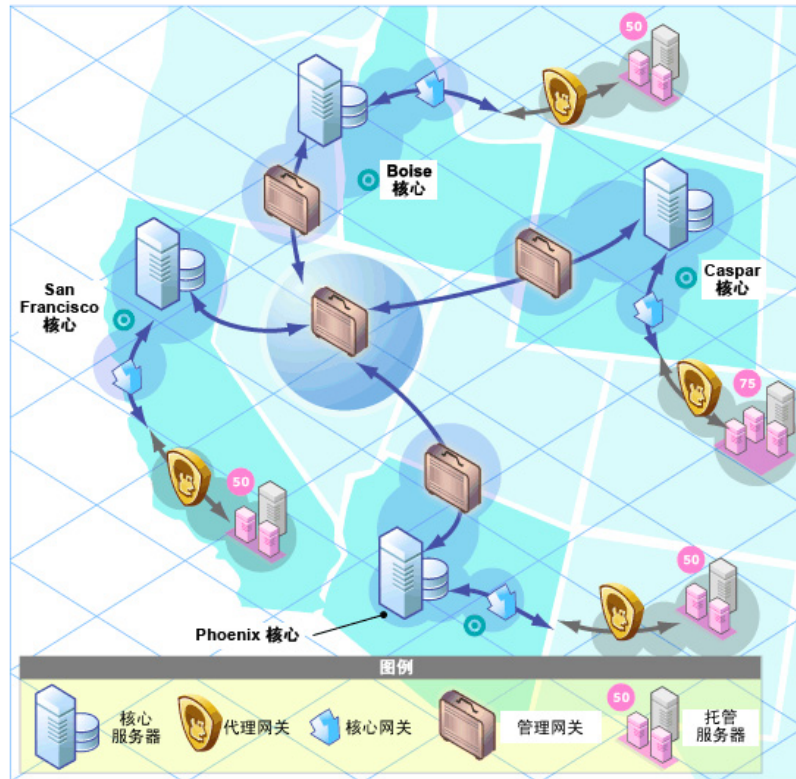 50
Boise
核心
San
Francisco
核心
Caspar
核心
75
50
50
Phoenix 核心
图例
核心
服务器
代理网关
核心网关
管理网关
50
托管
服务器